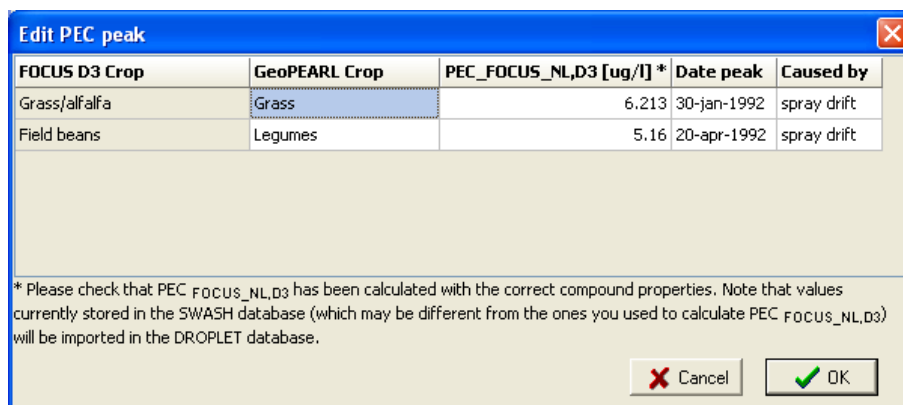 Edit PEC peak
FOCUS D3 Crop GeoPEARL Crop PEC_FOCUS_NL,D3 [ug/l] * Date peak Caused by
Grass/alfalfa Grass 6.213 30-jan-1992 spray drift
Field beans Legumes 5.16 20-apr-1992 spray drift
* Please check that PEC FOCUS_NL,D3 has been calculated with the correct compound properties. Note that values
currently stored in the SWASH database (which may be different from the ones you used to calculate PEC FOCUS_NL,D3)
will be imported in the DROPLET database.
Cancel OK